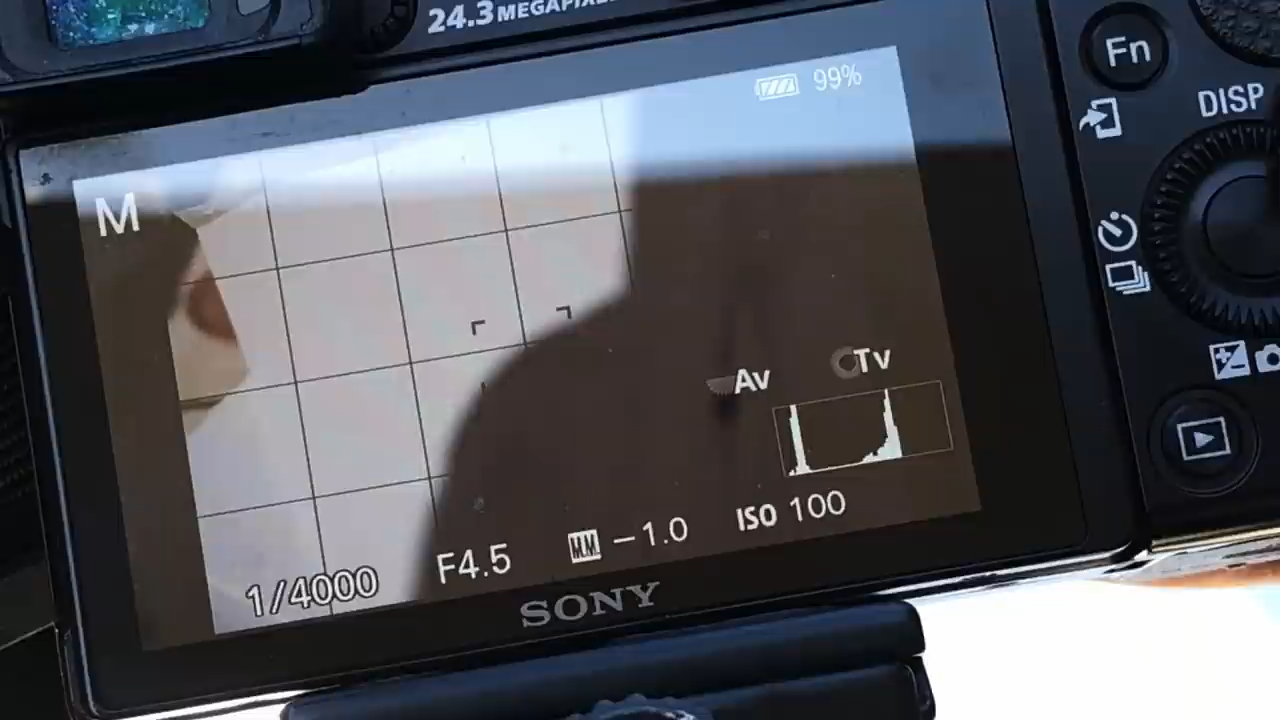 24.3 MEGAPIXEL
Fn
99%
DISP
M
Av
Tv
1/4000
F4.5
M.M. −1.0
ISO 100
SONY